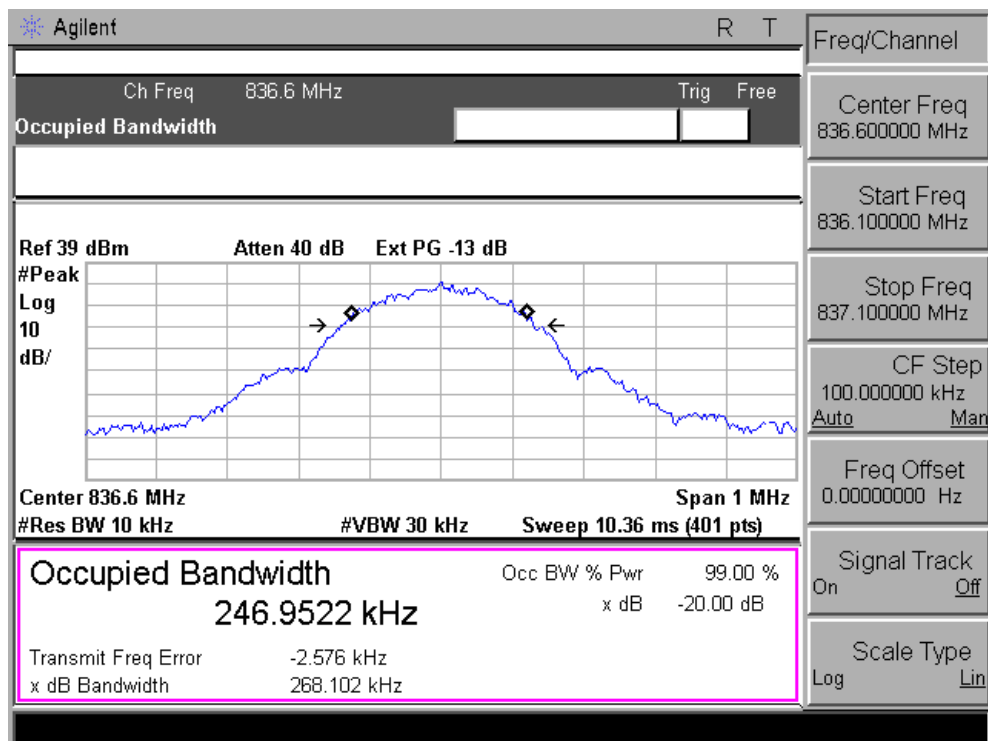 Agilent R T
Ch Freq 836.6 MHz Trig Free
Occupied Bandwidth
Ref 39 dBm Atten 40 dB Ext PG -13 dB
#Peak
Log
10
dB/
Center 836.6 MHz Span 1 MHz
#Res BW 10 kHz #VBW 30 kHz Sweep 10.36 ms (401 pts)
Occupied Bandwidth Occ BW % Pwr 99.00 %
246.9522 kHz x dB -20.00 dB
Transmit Freq Error -2.576 kHz
x dB Bandwidth 268.102 kHz
Freq/Channel
Center Freq
836.600000 MHz
Start Freq
836.100000 MHz
Stop Freq
837.100000 MHz
CF Step
100.000000 kHz
Auto Man
Freq Offset
0.00000000 Hz
Signal Track
On Off
Scale Type
Log Lin